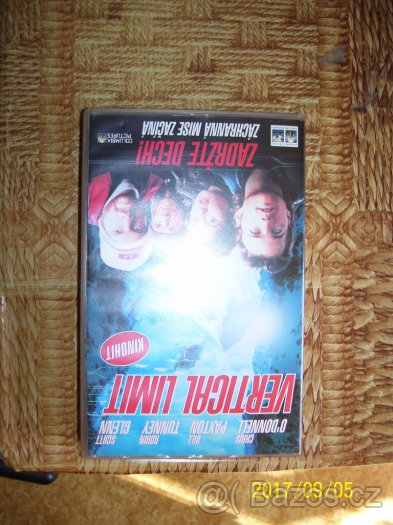 CHRIS BILL ROBIN SCOTT
O'DONNELL PAXTON TUNNEY GLENN
VERTICAL LIMIT
KINOHIT
ZADRŽTE DECH!
ZÁCHRANNÁ MISE ZAČÍNÁ
COLUMBIA
PICTURES
2017/09/05
Bazoš.cz